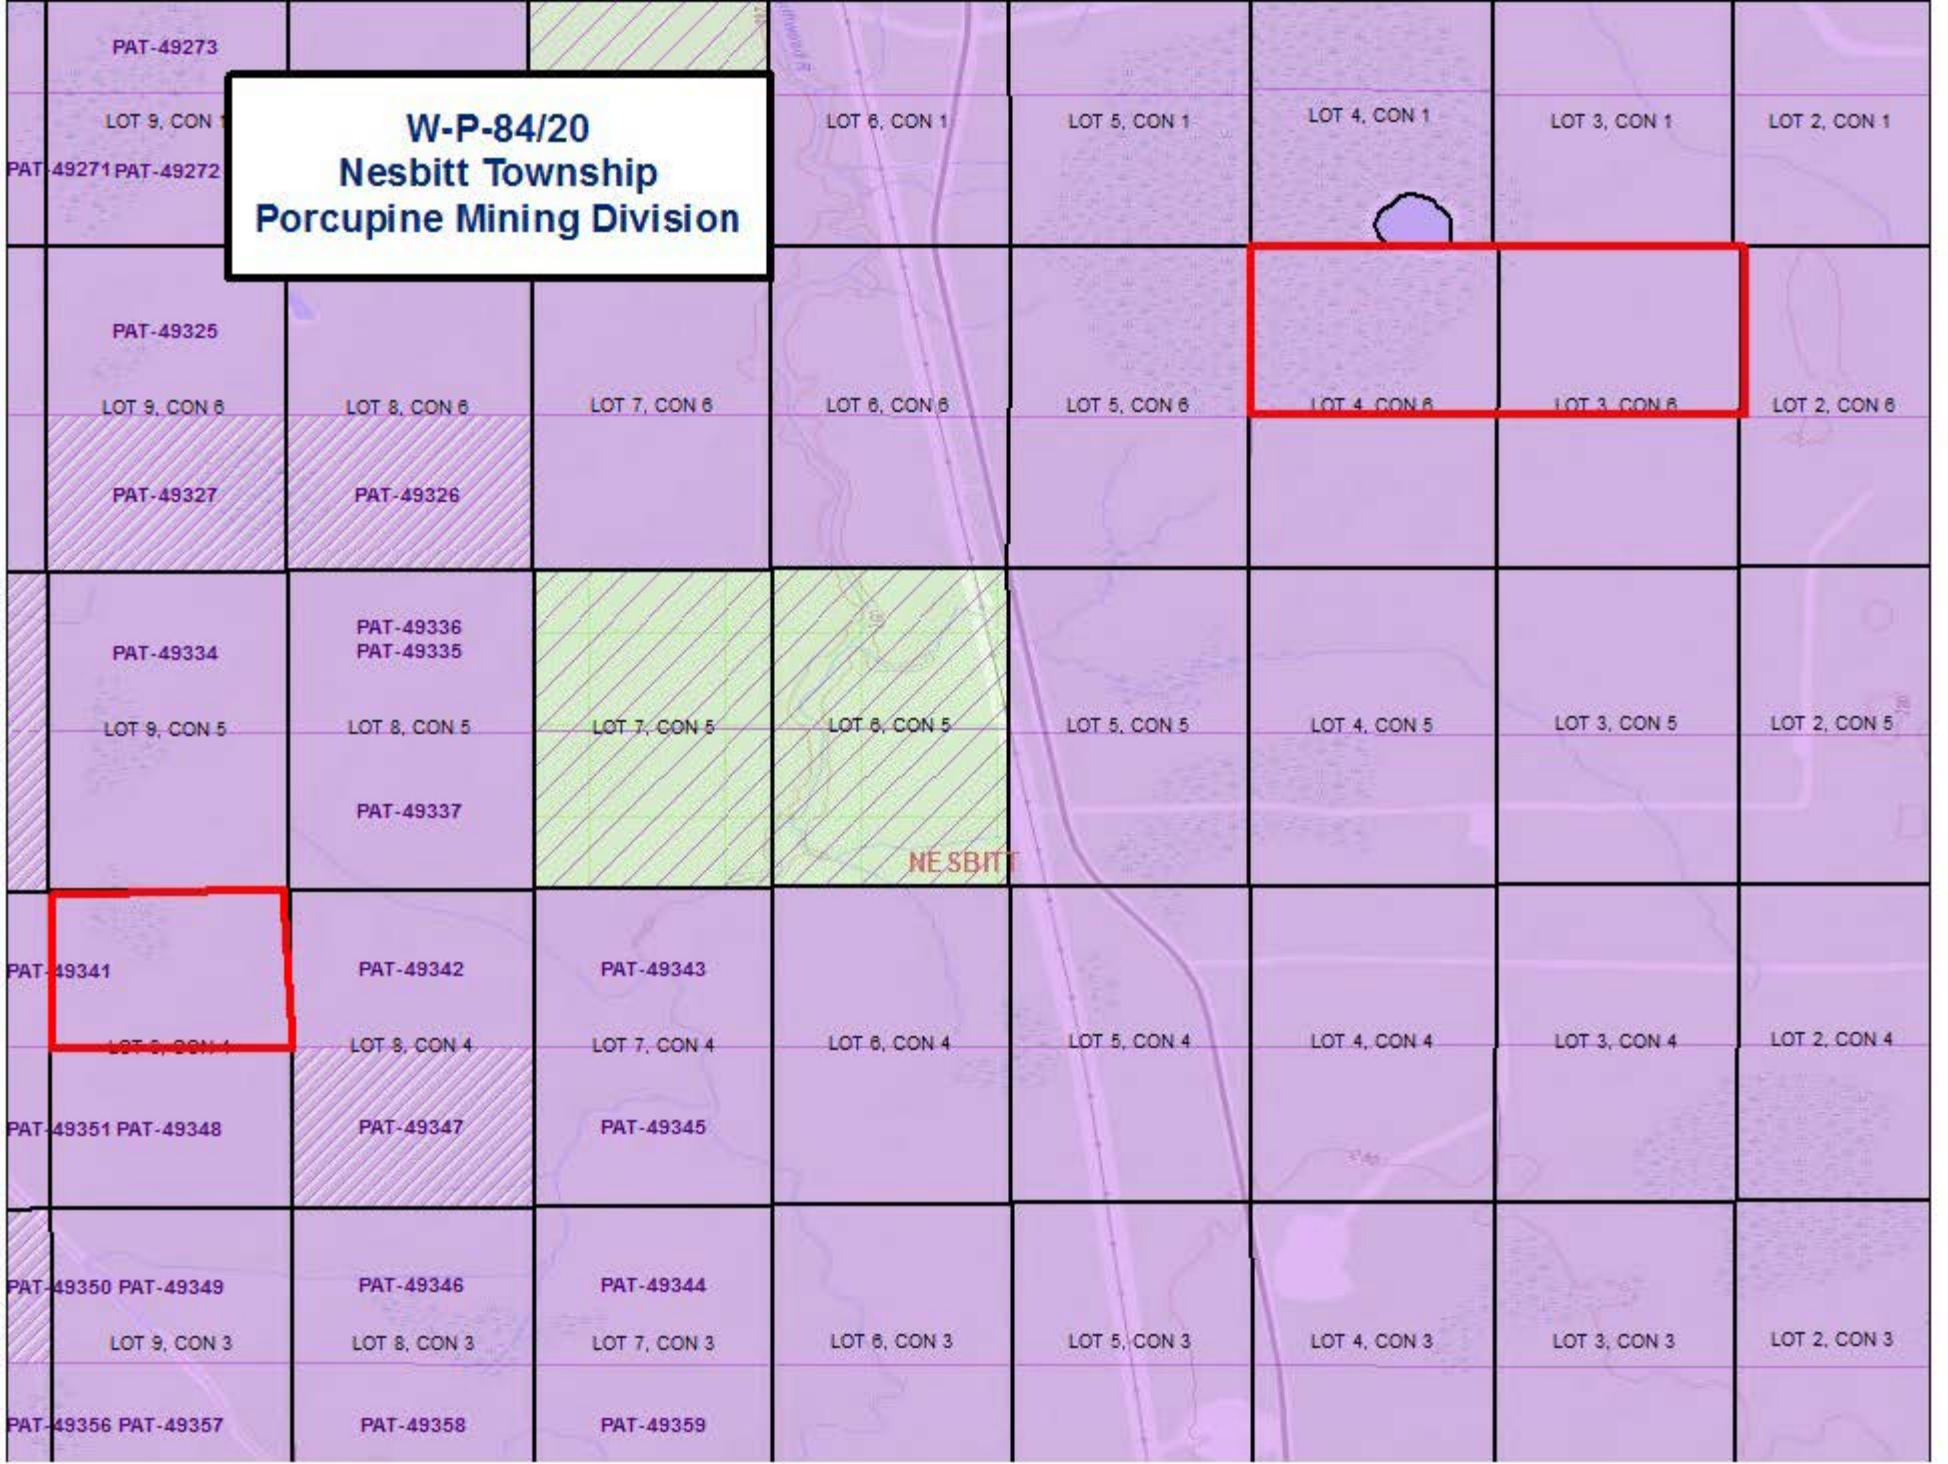 PAT-49273
LOT 9, CON 1
PAT-49271 PAT-49272
W-P-84/20
Nesbitt Township
Porcupine Mining Division
LOT 6, CON 1
LOT 5, CON 1
LOT 4, CON 1
LOT 3, CON 1
LOT 2, CON 1
PAT-49325
LOT 9, CON 6
LOT 8, CON 6
LOT 7, CON 6
LOT 6, CON 6
LOT 5, CON 6
LOT 4, CON 6
LOT 3, CON 6
LOT 2, CON 6
PAT-49327
PAT-49326
PAT-49334
PAT-49336
PAT-49335
LOT 9, CON 5
LOT 8, CON 5
LOT 7, CON 5
LOT 6, CON 5
LOT 5, CON 5
LOT 4, CON 5
LOT 3, CON 5
LOT 2, CON 5
PAT-49337
NESBITT
PAT-49341
PAT-49342
PAT-49343
LOT 9, CON 4
LOT 8, CON 4
LOT 7, CON 4
LOT 6, CON 4
LOT 5, CON 4
LOT 4, CON 4
LOT 3, CON 4
LOT 2, CON 4
PAT-49351 PAT-49348
PAT-49347
PAT-49345
PAT-49350 PAT-49349
PAT-49346
PAT-49344
LOT 9, CON 3
LOT 8, CON 3
LOT 7, CON 3
LOT 6, CON 3
LOT 5, CON 3
LOT 4, CON 3
LOT 3, CON 3
LOT 2, CON 3
PAT-49356 PAT-49357
PAT-49358
PAT-49359